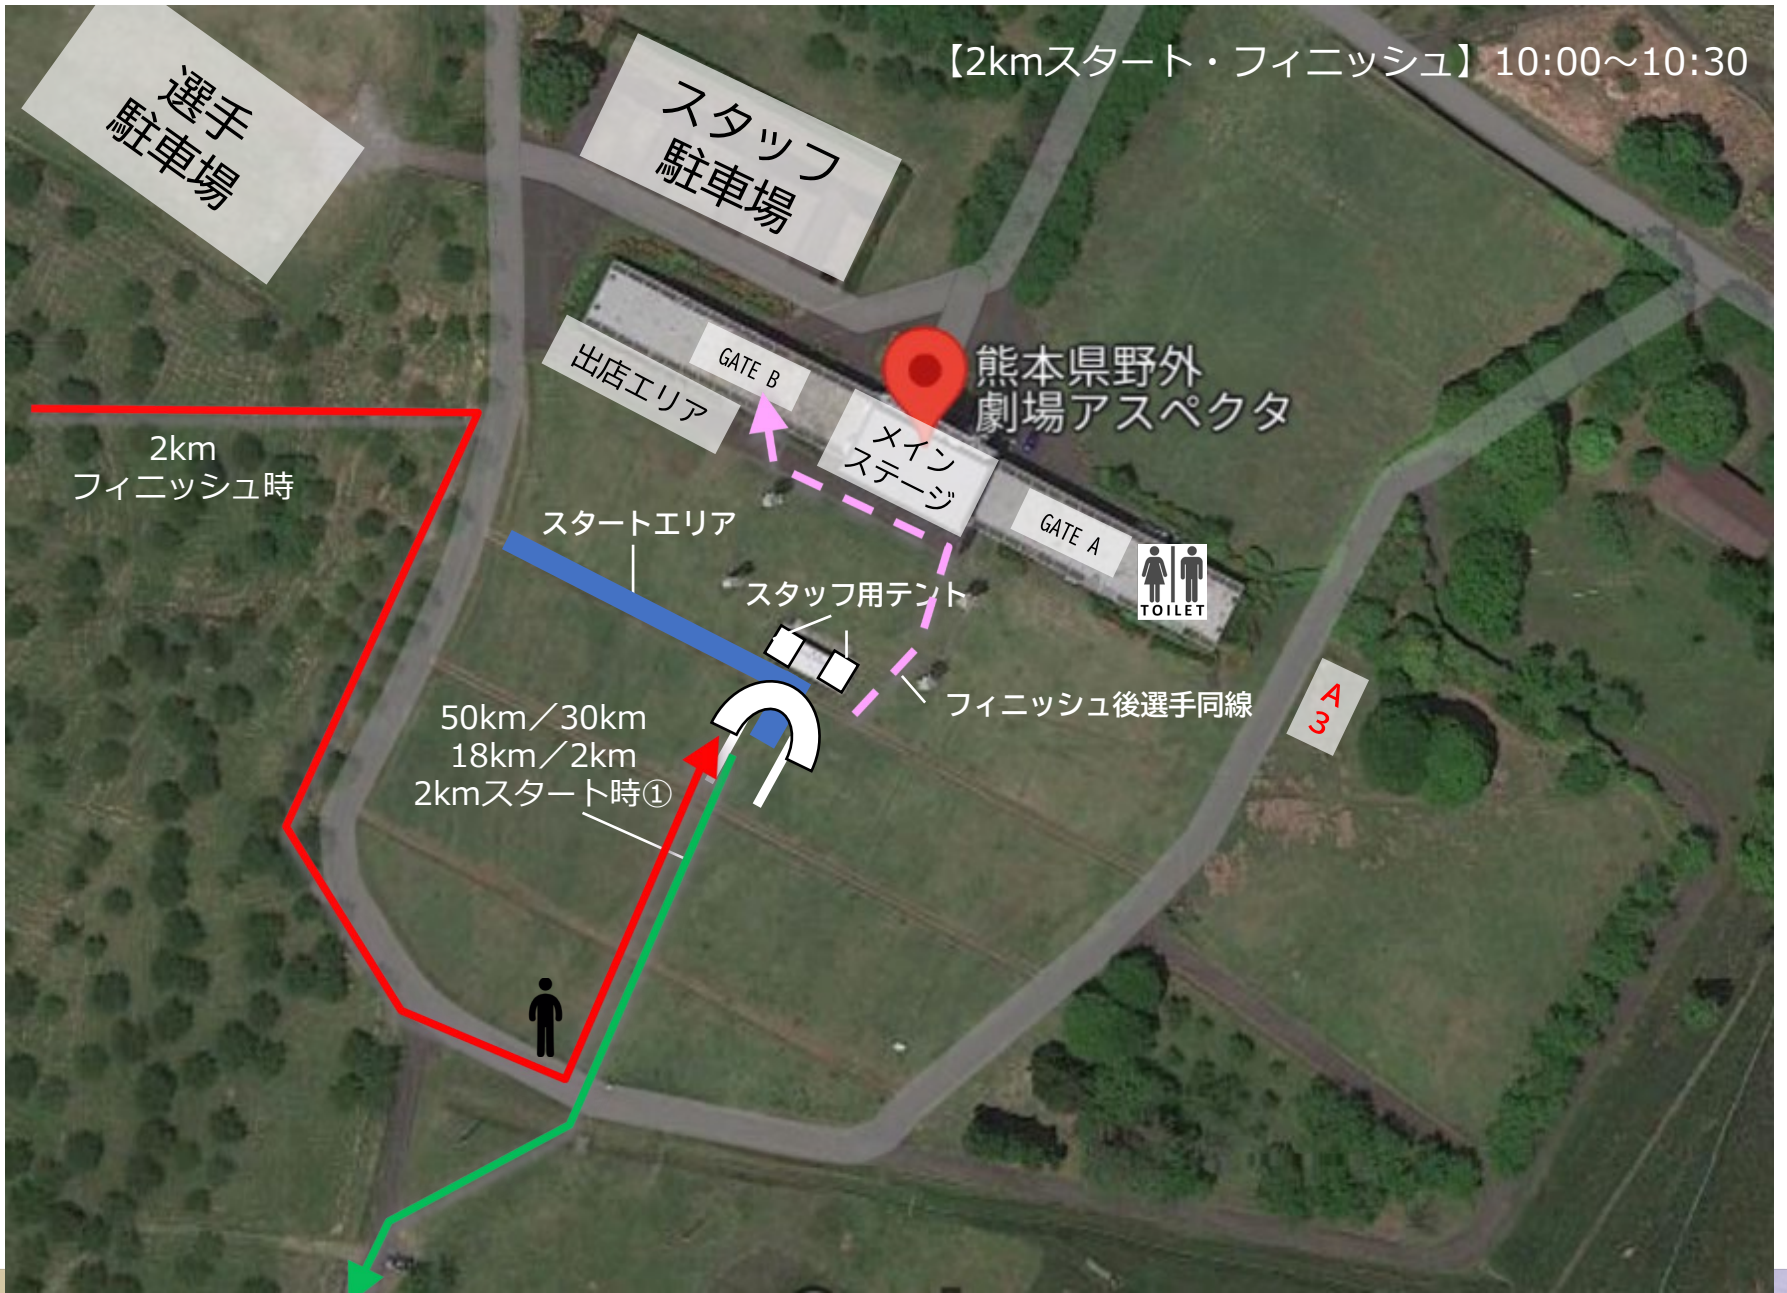 【2kmスタート・フィニッシュ】10:00～10:30
選手
駐車場
スタッフ
駐車場
出店エリア
GATE B
熊本県野外
劇場アスペクタ
メイン
ステージ
GATE A
TOILET
2km
フィニッシュ時
スタートエリア
スタッフ用テント
フィニッシュ後選手同線
A
3
50km／30km
18km／2km
2kmスタート時①